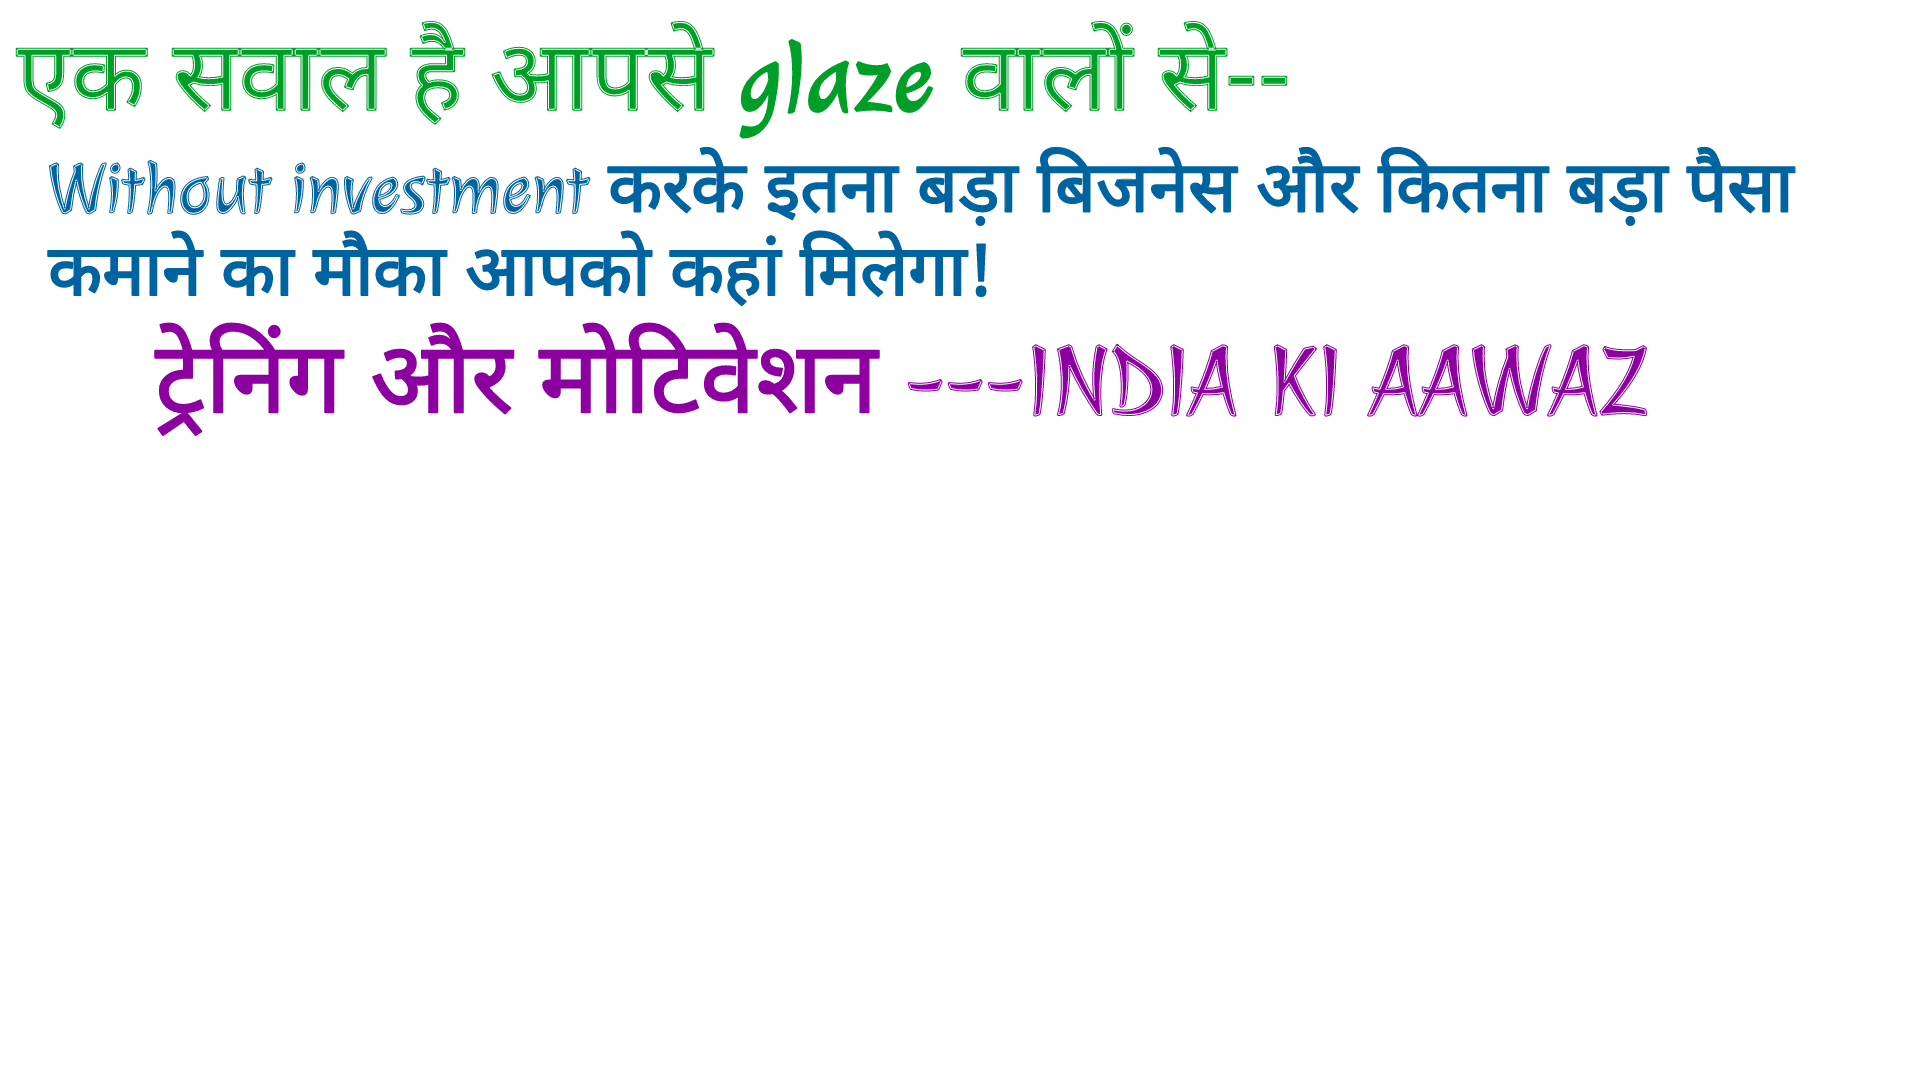 एक सवाल है आपसे glaze वालों से--
Without investment करके इतना बड़ा बिजनेस और कितना बड़ा पैसा
कमाने का मौका आपको कहां मिलेगा!
ट्रेनिंग और मोटिवेशन ---INDIA KI AAWAZ